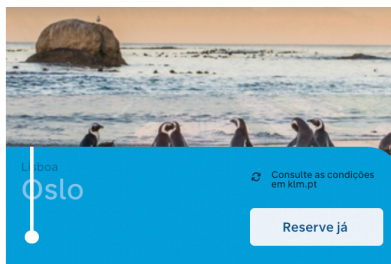 Lisboa
Oslo
Consulte as condições
em klm.pt
Reserve já